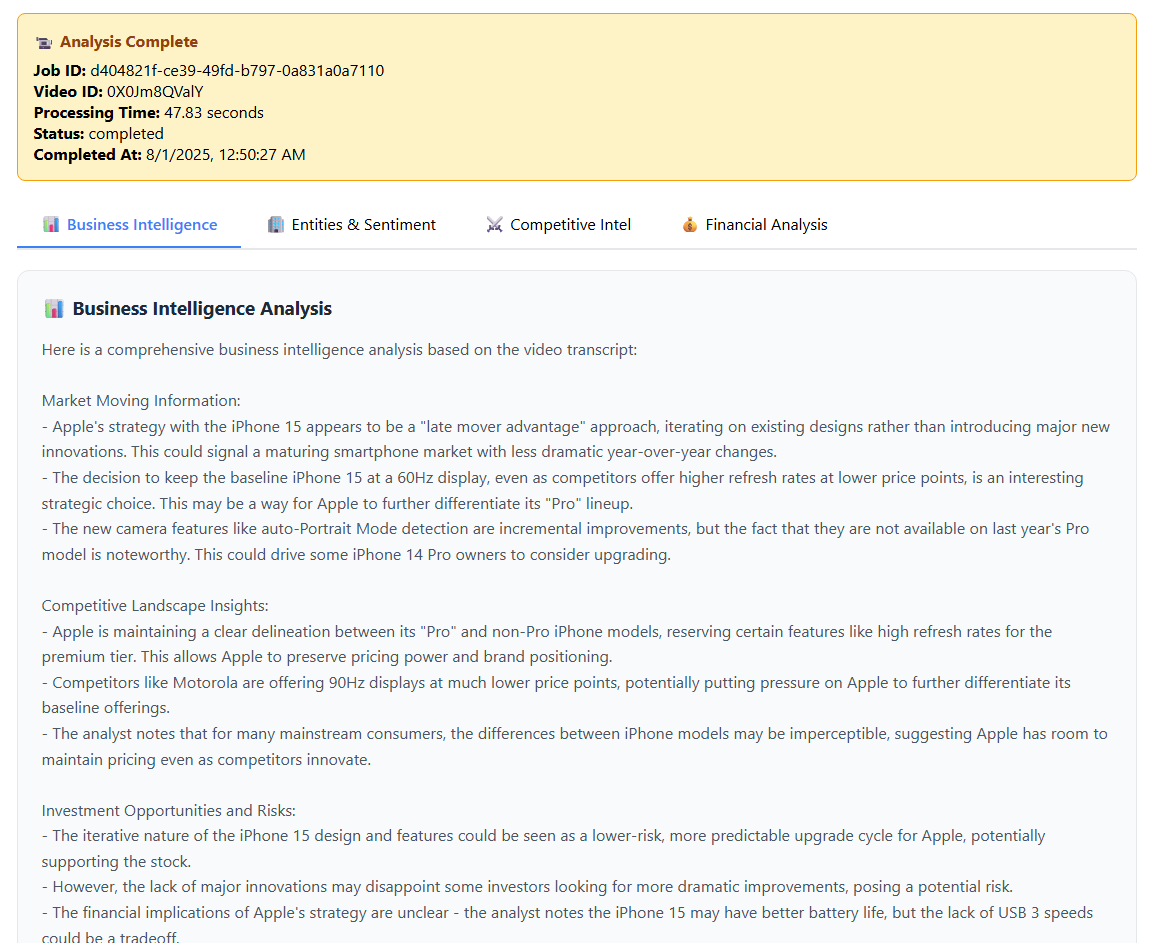 Analysis Complete
Job ID: d404821f-ce39-49fd-b797-0a831a0a7110
Video ID: 0X0Jm8QValY
Processing Time: 47.83 seconds
Status: completed
Completed At: 8/1/2025, 12:50:27 AM
Business Intelligence
Entities & Sentiment
Competitive Intel
Financial Analysis
Business Intelligence Analysis
Here is a comprehensive business intelligence analysis based on the video transcript:
Market Moving Information:
- Apple's strategy with the iPhone 15 appears to be a "late mover advantage" approach, iterating on existing designs rather than introducing major new
innovations. This could signal a maturing smartphone market with less dramatic year-over-year changes.
- The decision to keep the baseline iPhone 15 at a 60Hz display, even as competitors offer higher refresh rates at lower price points, is an interesting
strategic choice. This may be a way for Apple to further differentiate its "Pro" lineup.
- The new camera features like auto-Portrait Mode detection are incremental improvements, but the fact that they are not available on last year's Pro
model is noteworthy. This could drive some iPhone 14 Pro owners to consider upgrading.
Competitive Landscape Insights:
- Apple is maintaining a clear delineation between its "Pro" and non-Pro iPhone models, reserving certain features like high refresh rates for the
premium tier. This allows Apple to preserve pricing power and brand positioning.
- Competitors like Motorola are offering 90Hz displays at much lower price points, potentially putting pressure on Apple to further differentiate its
baseline offerings.
- The analyst notes that for many mainstream consumers, the differences between iPhone models may be imperceptible, suggesting Apple has room to
maintain pricing even as competitors innovate.
Investment Opportunities and Risks:
- The iterative nature of the iPhone 15 design and features could be seen as a lower-risk, more predictable upgrade cycle for Apple, potentially
supporting the stock.
- However, the lack of major innovations may disappoint some investors looking for more dramatic improvements, posing a potential risk.
- The financial implications of Apple's strategy are unclear - the analyst notes the iPhone 15 may have better battery life, but the lack of USB 3 speeds
could be a tradeoff.